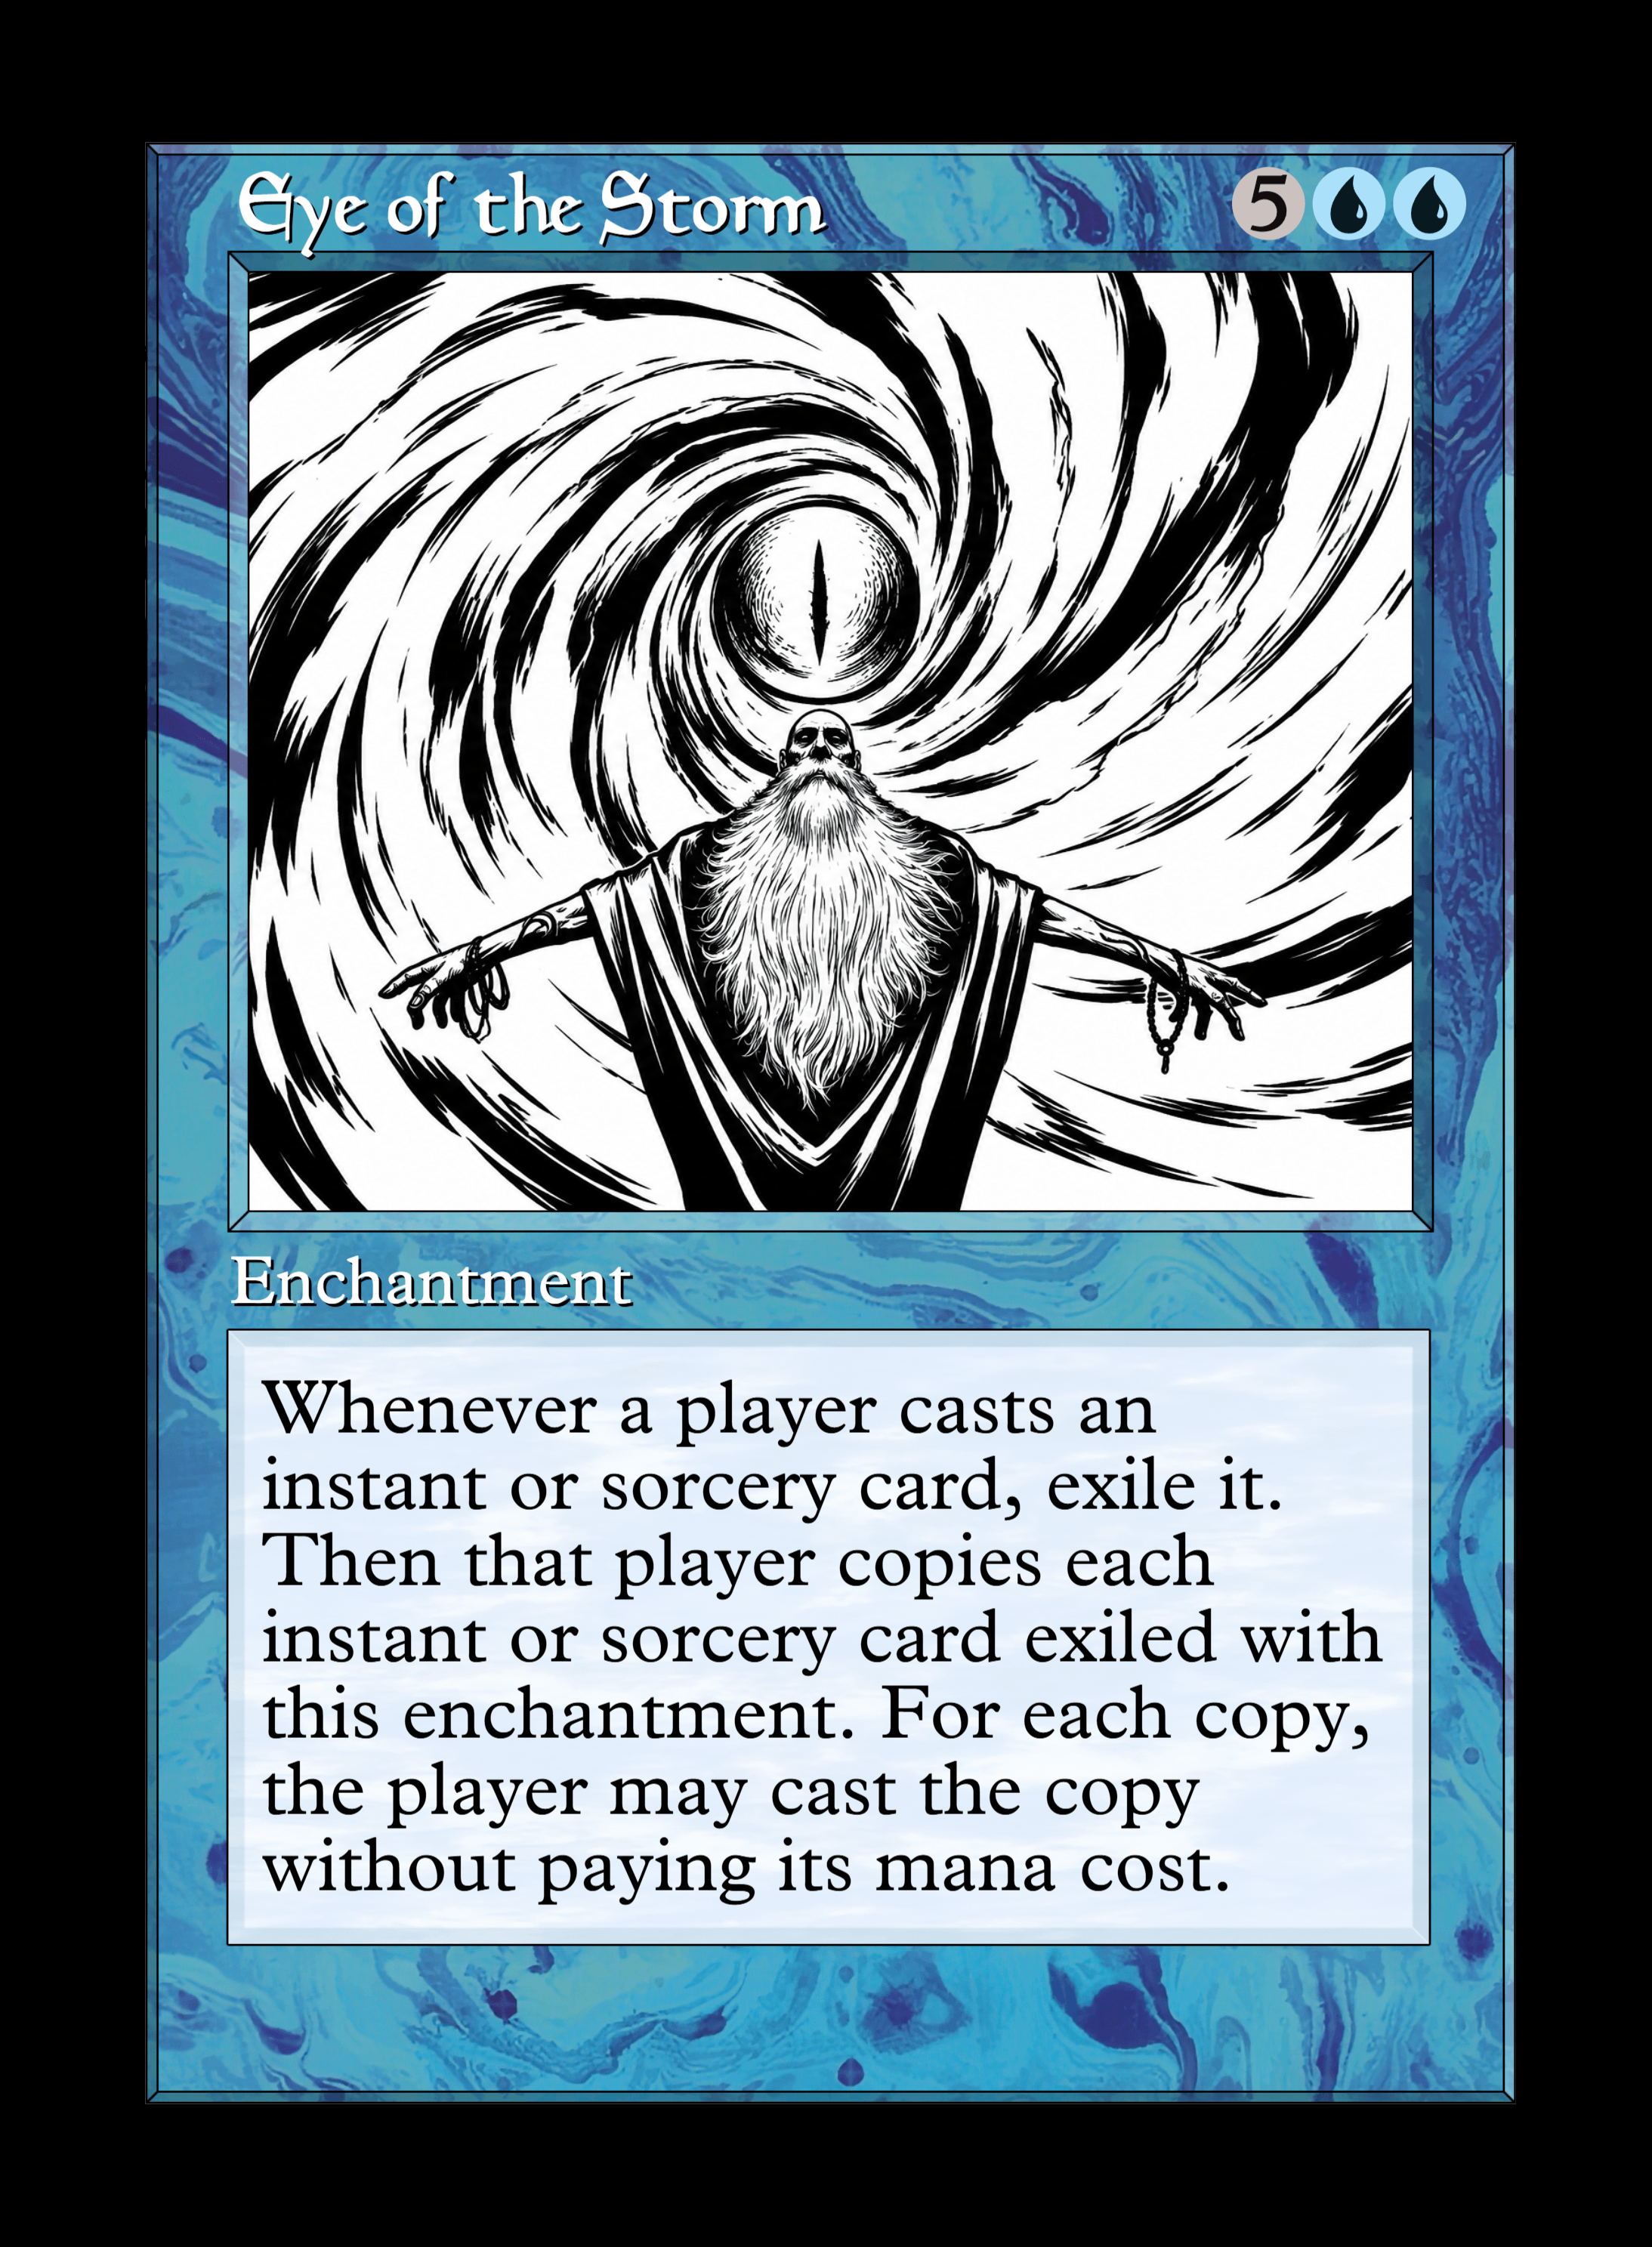 Eye of the Storm 5
Enchantment
Whenever a player casts an
instant or sorcery card, exile it.
Then that player copies each
instant or sorcery card exiled with
this enchantment. For each copy,
the player may cast the copy
without paying its mana cost.